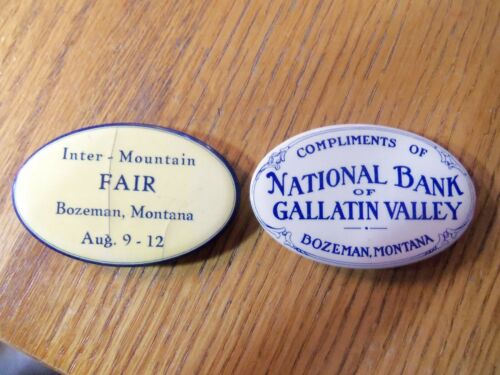 Inter - Mountain
FAIR
Bozeman, Montana
Aug. 9 - 12
COMPLIMENTS OF
NATIONAL BANK
OF
GALLATIN VALLEY
BOZEMAN, MONTANA